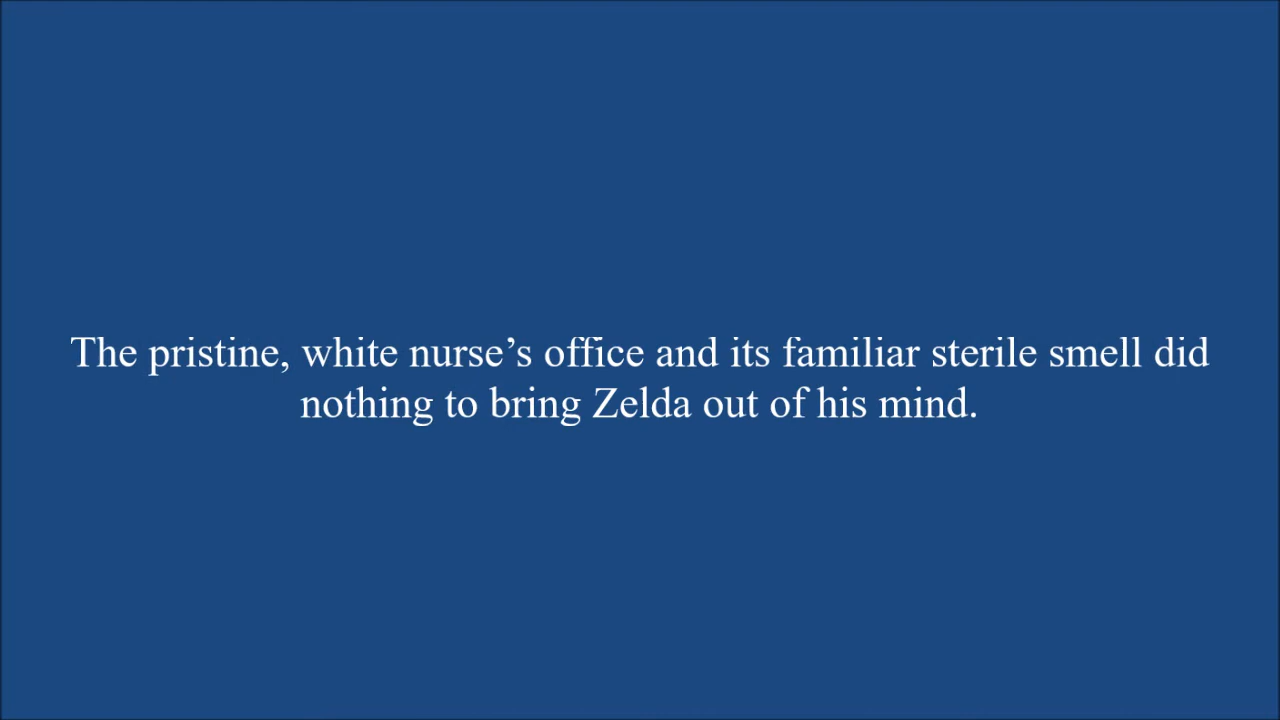 The pristine, white nurse’s office and its familiar sterile smell did
nothing to bring Zelda out of his mind.